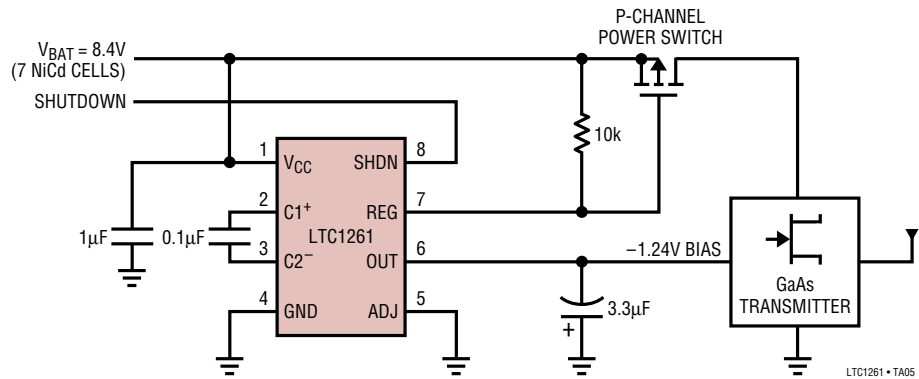 P-CHANNEL
POWER SWITCH
VBAT = 8.4V
(7 NiCd CELLS)
SHUTDOWN
10k
1
VCC
SHDN
8
2
C1+
REG
7
LTC1261
1µF
0.1µF
3
C2–
OUT
6
–1.24V BIAS
4
GND
ADJ
5
3.3µF
+
GaAs
TRANSMITTER
LTC1261 • TA05